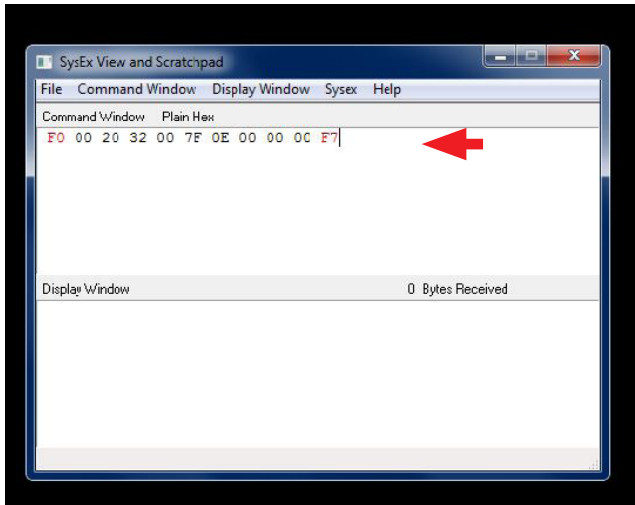 SysEx View and Scratchpad
File Command Window Display Window Sysex Help
Command Window Plain Hex
F0 00 20 32 00 7F 0E 00 00 00 F7
Display Window 0 Bytes Received